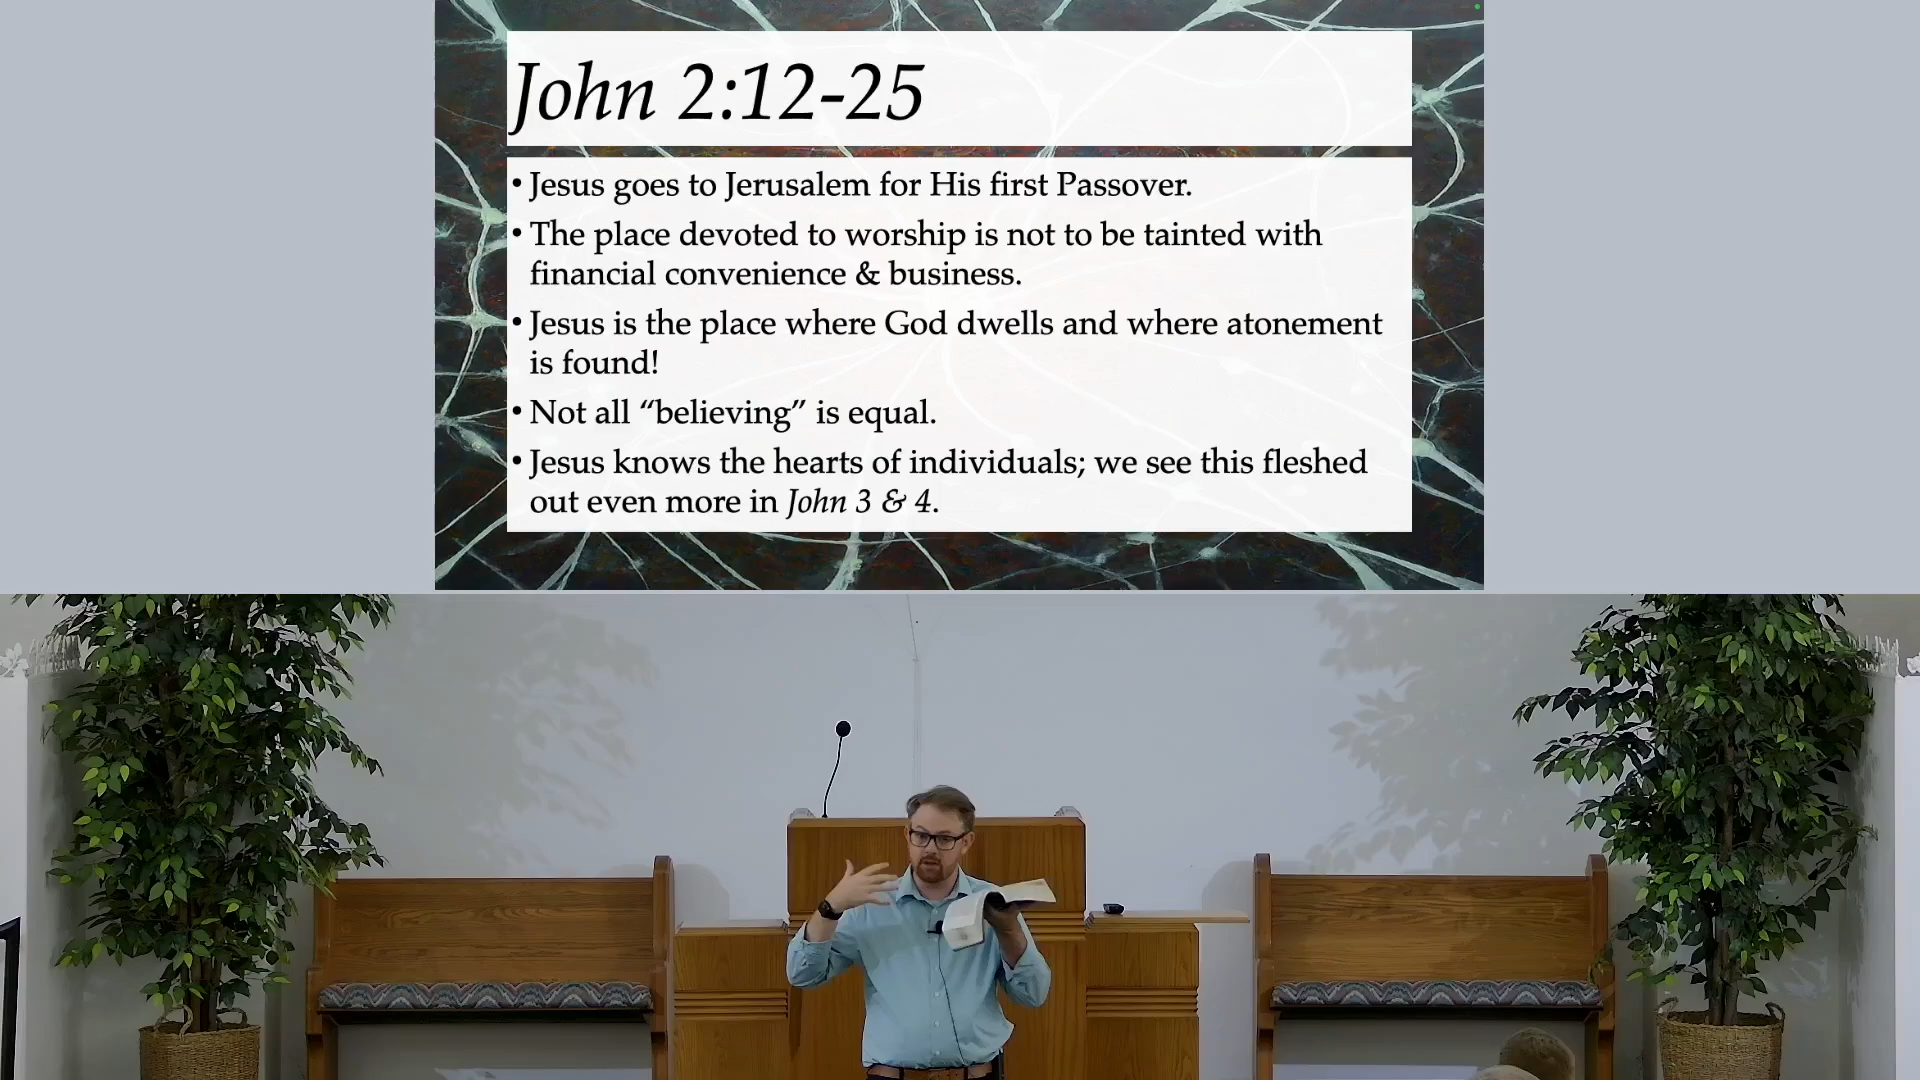 John 2:12-25
• Jesus goes to Jerusalem for His first Passover.
• The place devoted to worship is not to be tainted with
financial convenience & business.
• Jesus is the place where God dwells and where atonement
is found!
• Not all “believing” is equal.
• Jesus knows the hearts of individuals; we see this fleshed
out even more in John 3 & 4.